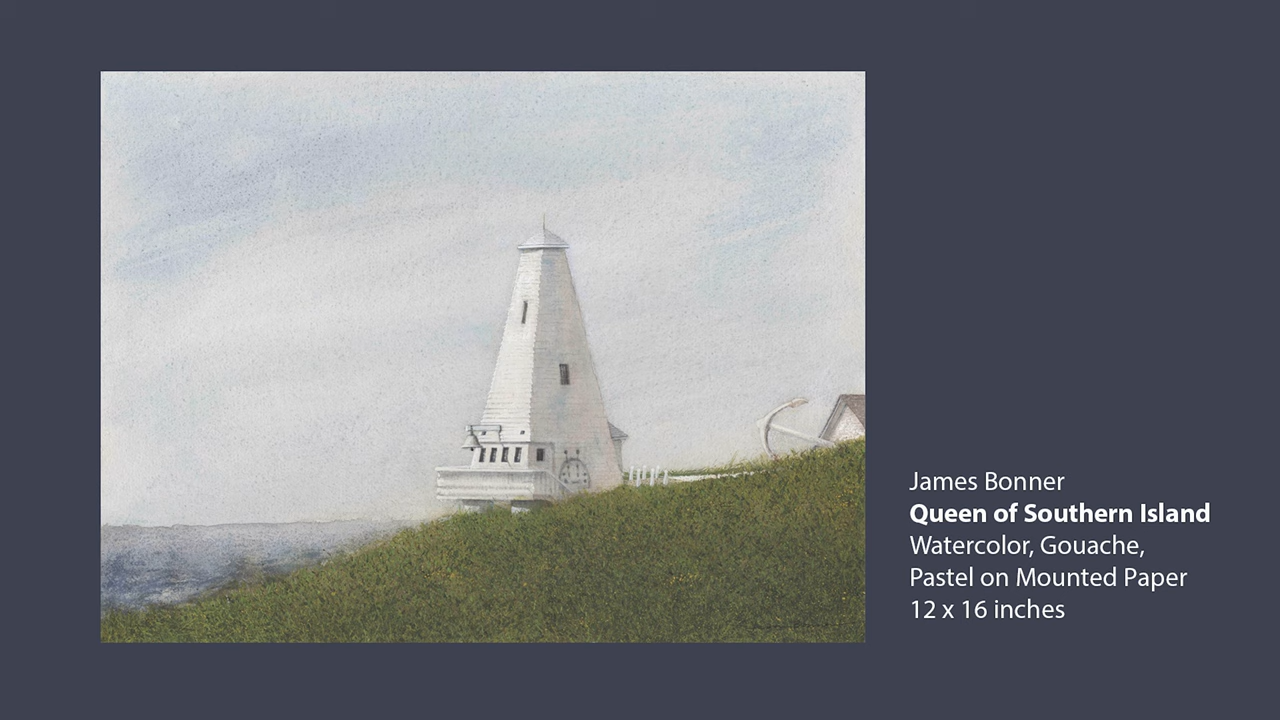 James Bonner
Queen of Southern Island
Watercolor, Gouache,
Pastel on Mounted Paper
12 x 16 inches